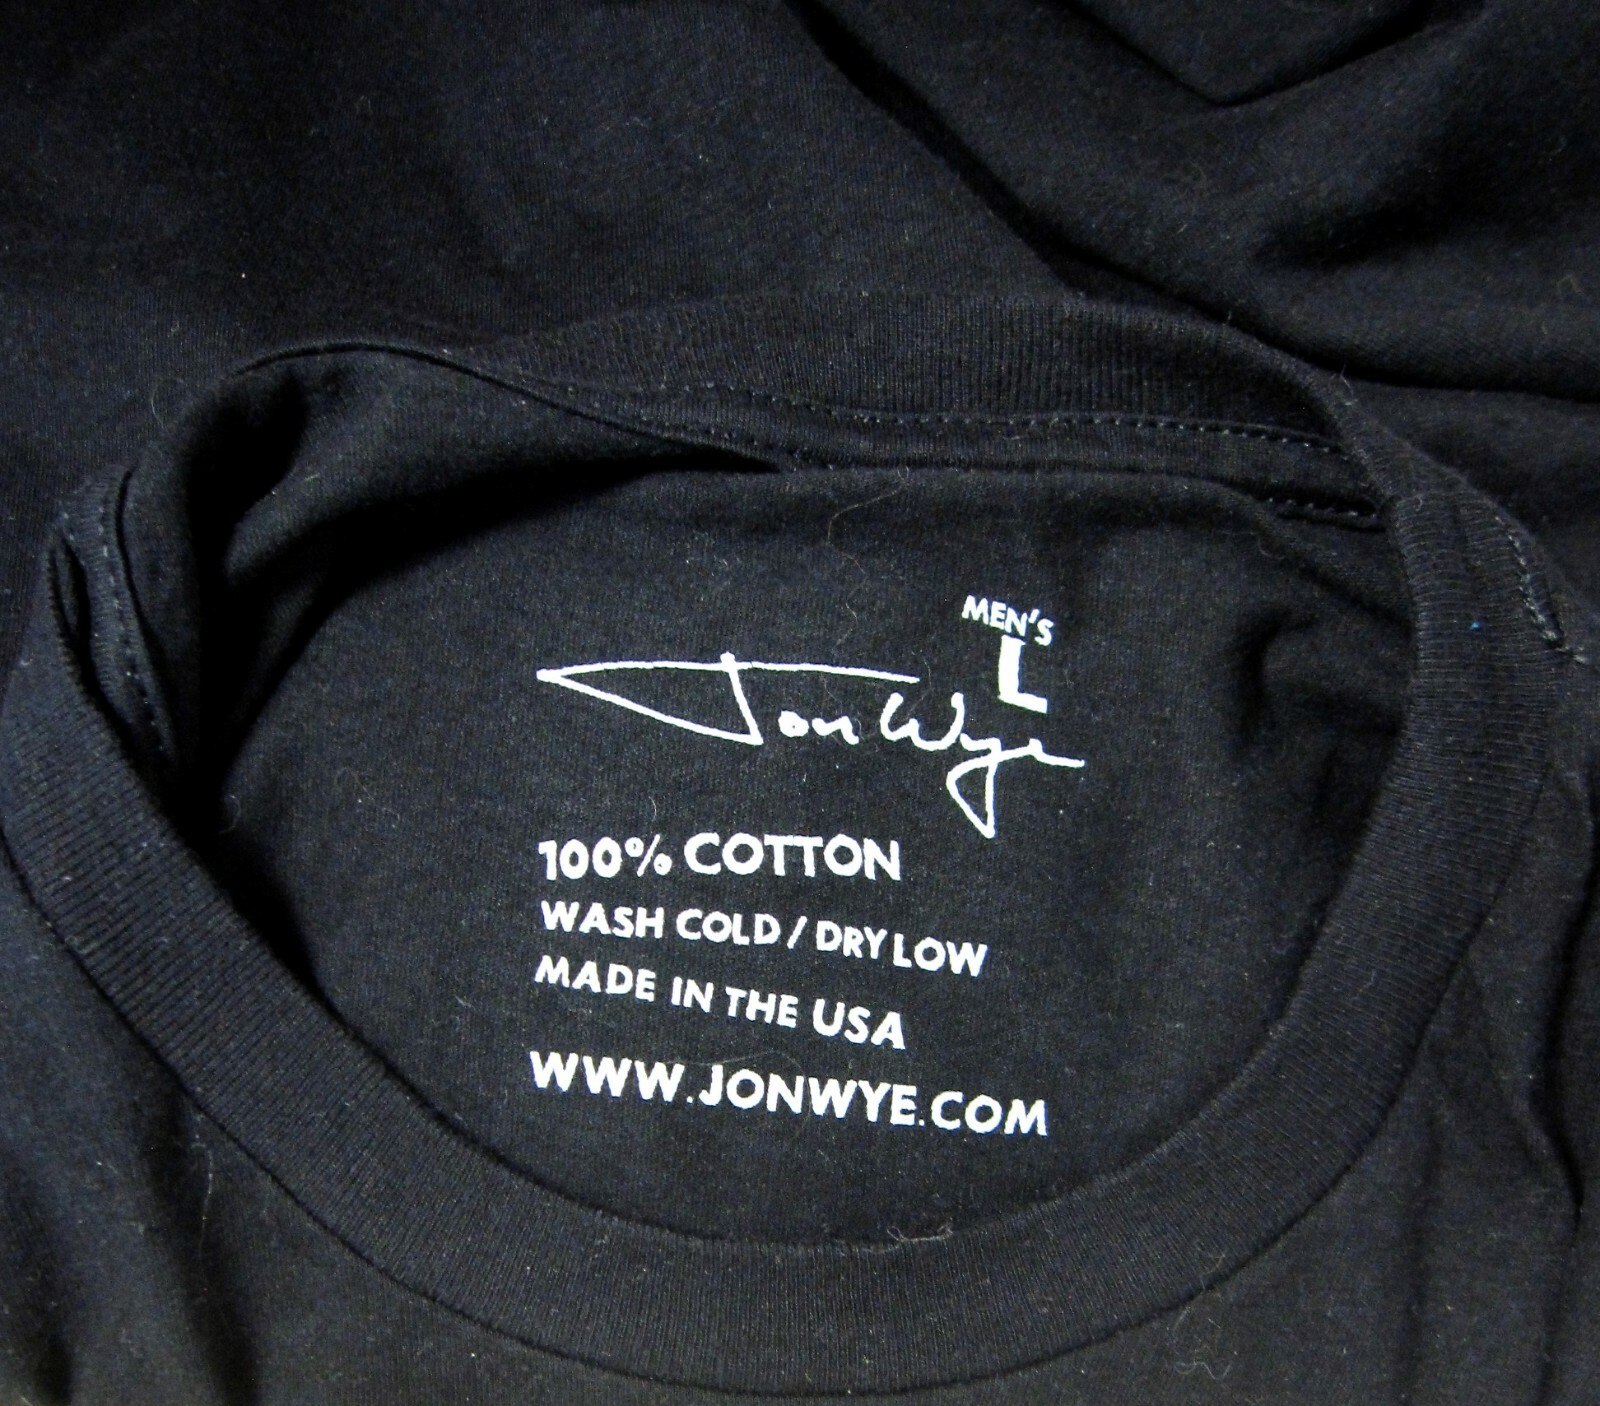 MEN'S
L
Jon Wye
100% COTTON
WASH COLD / DRY LOW
MADE IN THE USA
WWW.JONWYE.COM